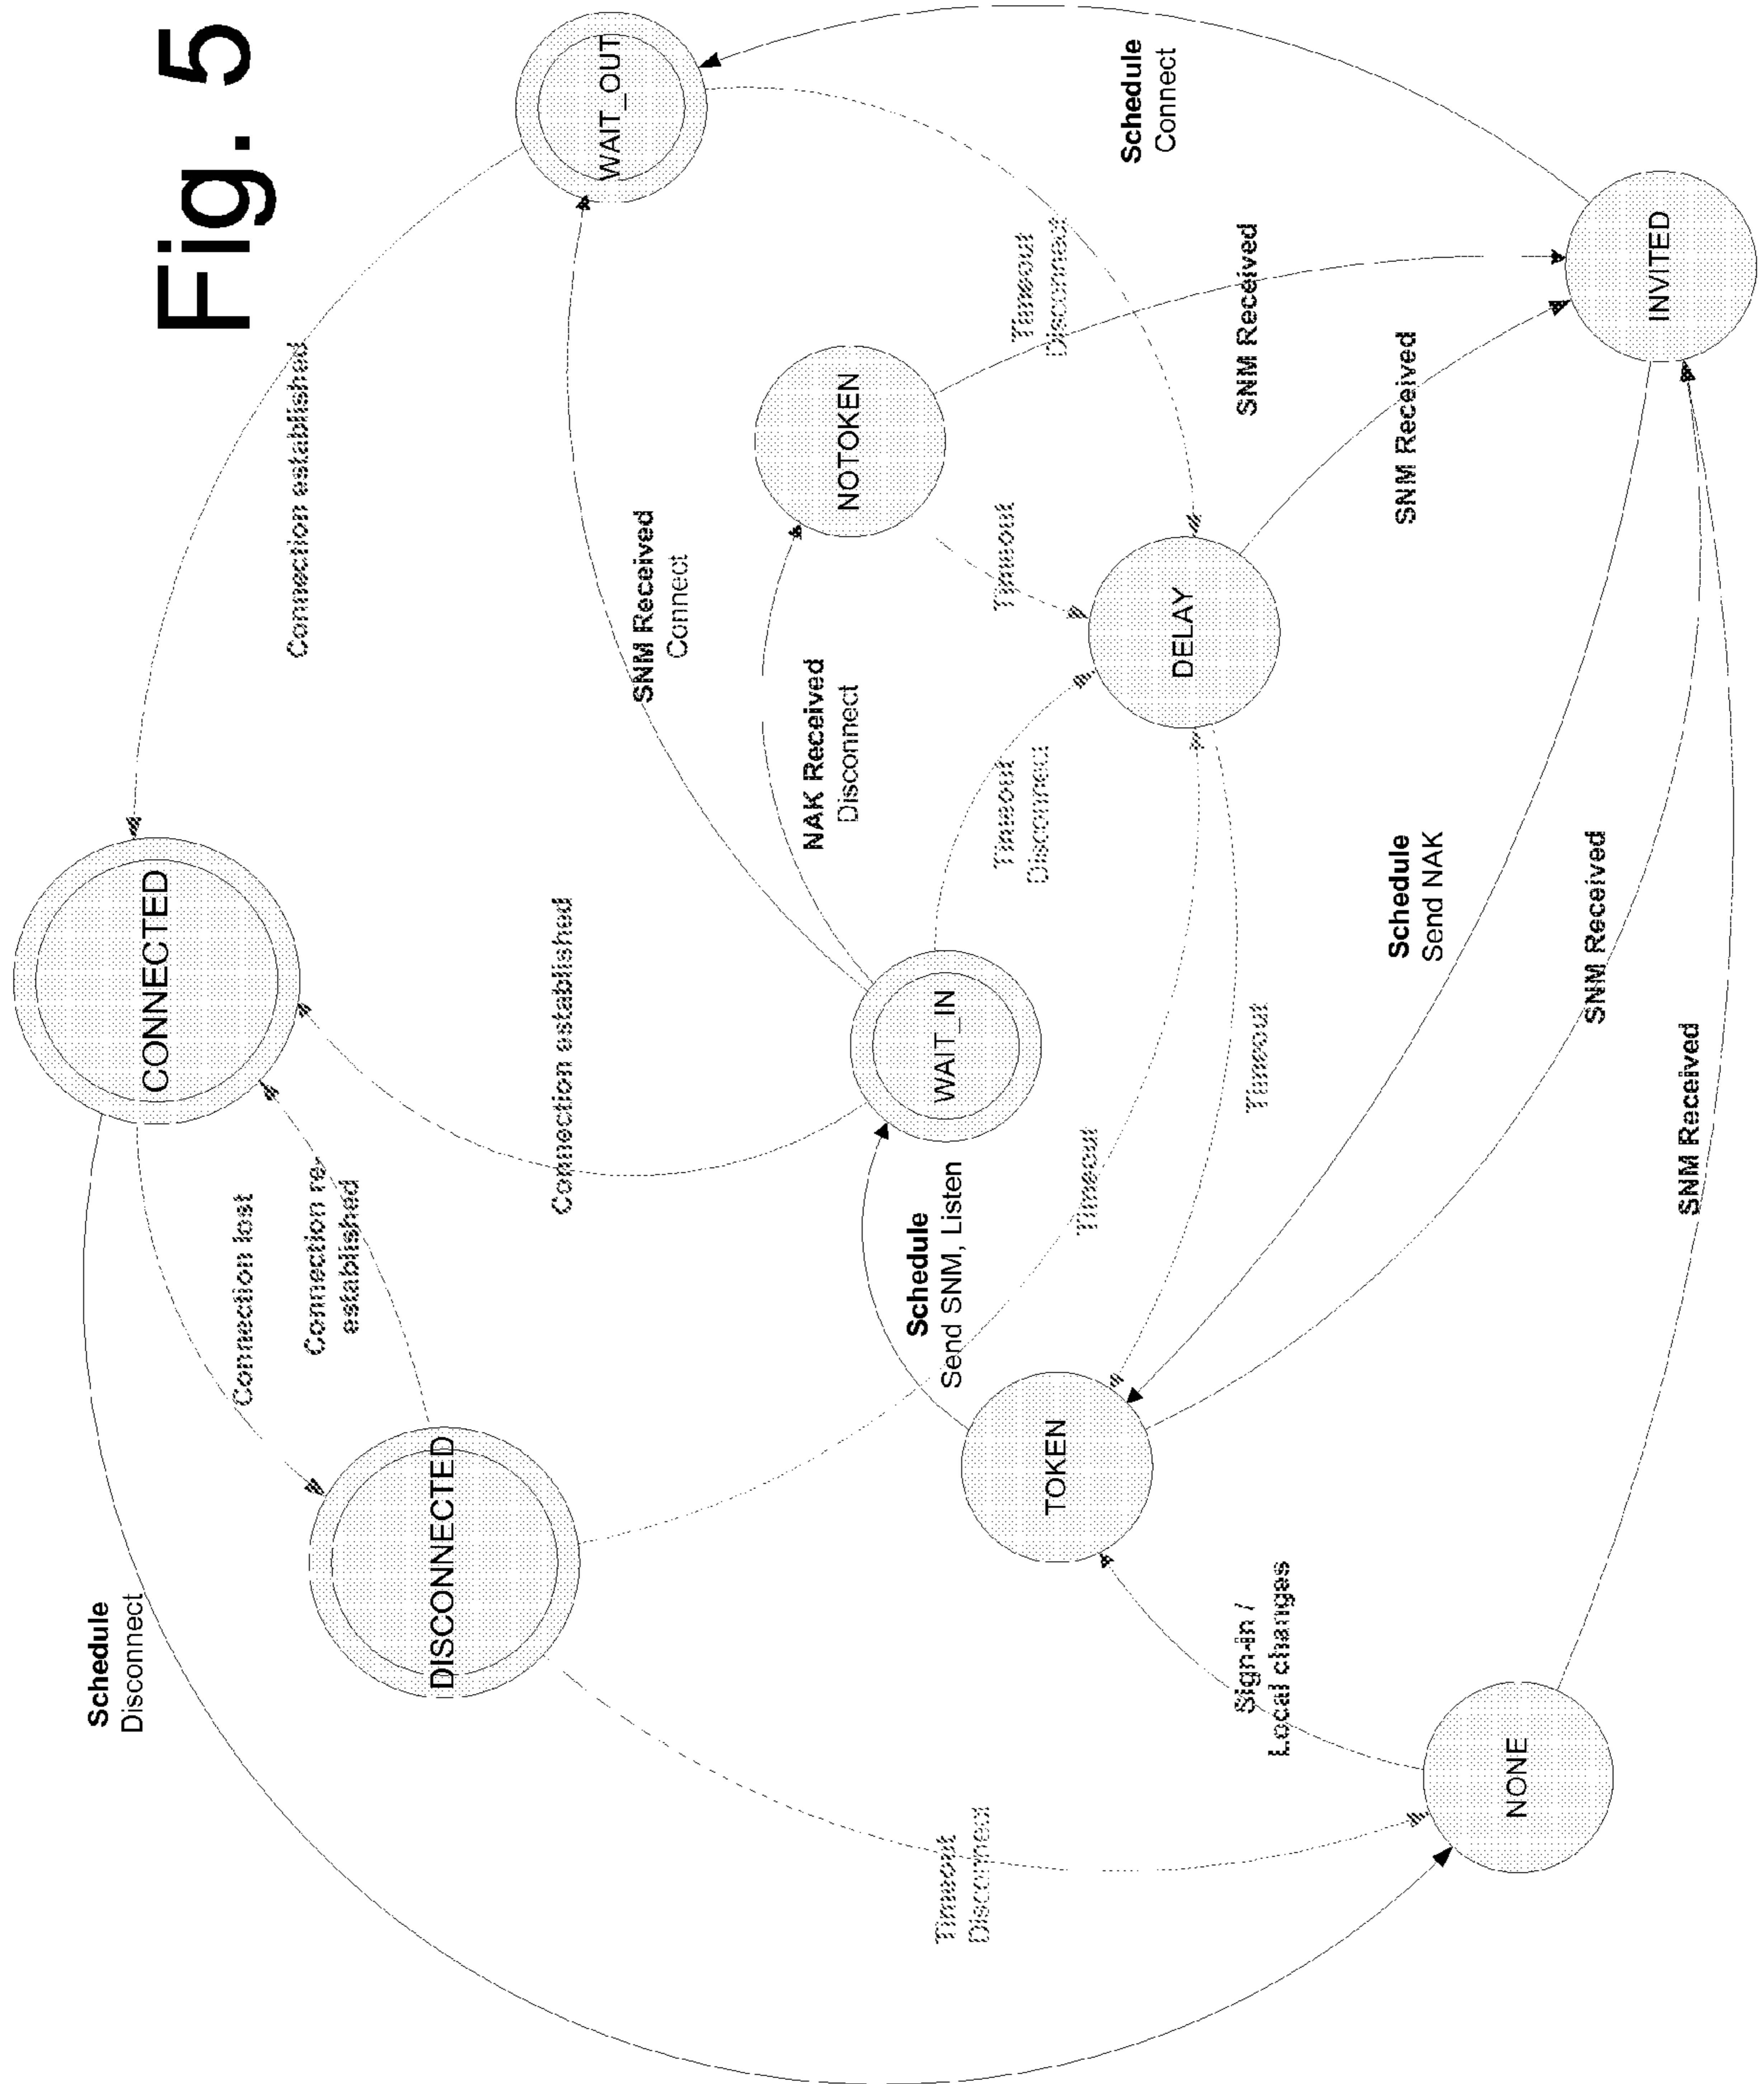 Fig. 5
CONNECTED
WAIT_OUT
DISCONNECTED
WAIT_IN
NOTOKEN
TOKEN
DELAY
NONE
INVITED
Schedule
Disconnect
Connection lost
Connection re-
established
Connection established
Connection established
SNM Received
Connect
NAK Received
Disconnect
Schedule
Send SNM, Listen
Timeout
Disconnect
Timeout
Disconnect
Timeout
Disconnect
Timeout
Timeout
Timeout
Schedule
Connect
SNM Received
SNM Received
Schedule
Send NAK
SNM Received
SNM Received
Sign-in /
Local changes